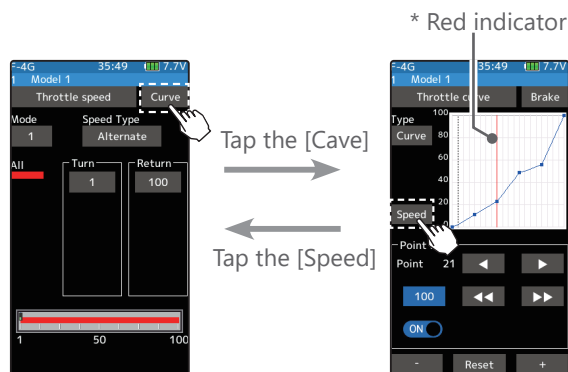 * Red indicator
F-4G 35:49 7.7V
1 Model 1
Throttle speed Curve
Mode Speed Type
1 Alternate
All Turn Return
1 100
1 50 100
Tap the [Cave]
Tap the [Speed]
F-4G 35:49 7.7V
1 Model 1
Throttle curve Brake
Type
Curve
100
80
60
40
20
0
Speed
Point
Point 21
100
ON
- Reset +